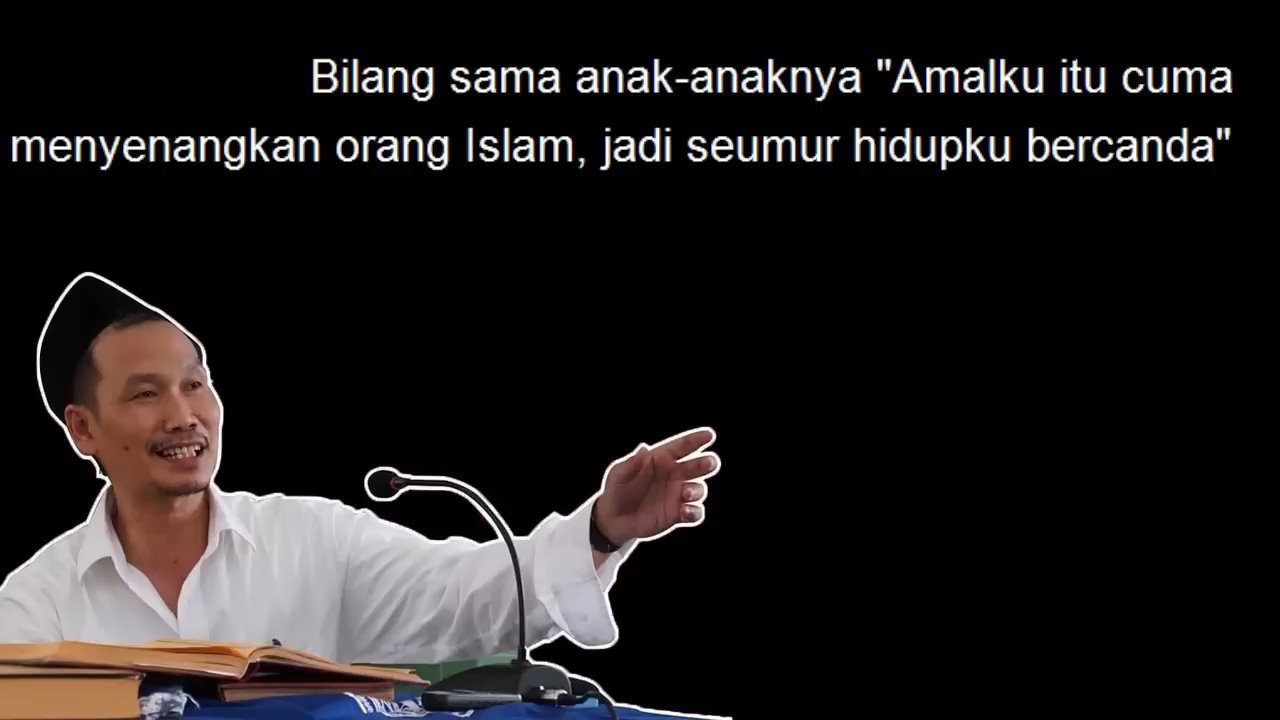 Bilang sama anak-anaknya "Amalku itu cuma
menyenangkan orang Islam, jadi seumur hidupku bercanda"